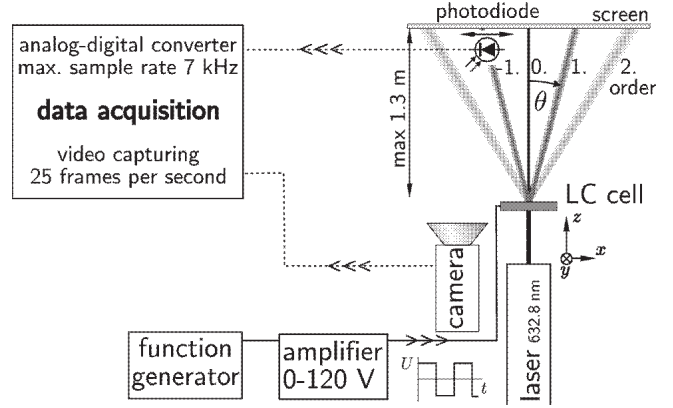 photodiode
screen
analog-digital converter
max. sample rate 7 kHz
data acquisition
video capturing
25 frames per second
max 1.3 m
-1. 0. 1. 2.
order
θ
LC cell
z
x
y
camera
laser 632.8 nm
function
generator
amplifier
0-120 V
U
t